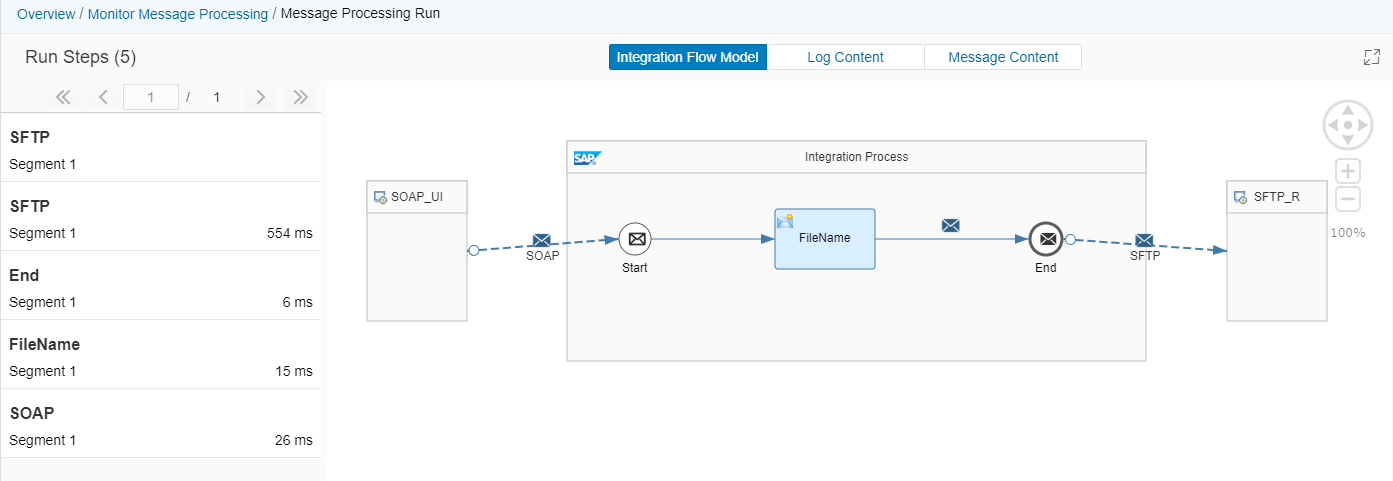 Overview / Monitor Message Processing / Message Processing Run
Run Steps (5)
Integration Flow Model
Log Content
Message Content
1 / 1
SFTP
Segment 1
SFTP
Segment 1 554 ms
End
Segment 1 6 ms
FileName
Segment 1 15 ms
SOAP
Segment 1 26 ms
SAP
Integration Process
SOAP_UI
SOAP
Start
FileName
End
SFTP
SFTP_R
100%